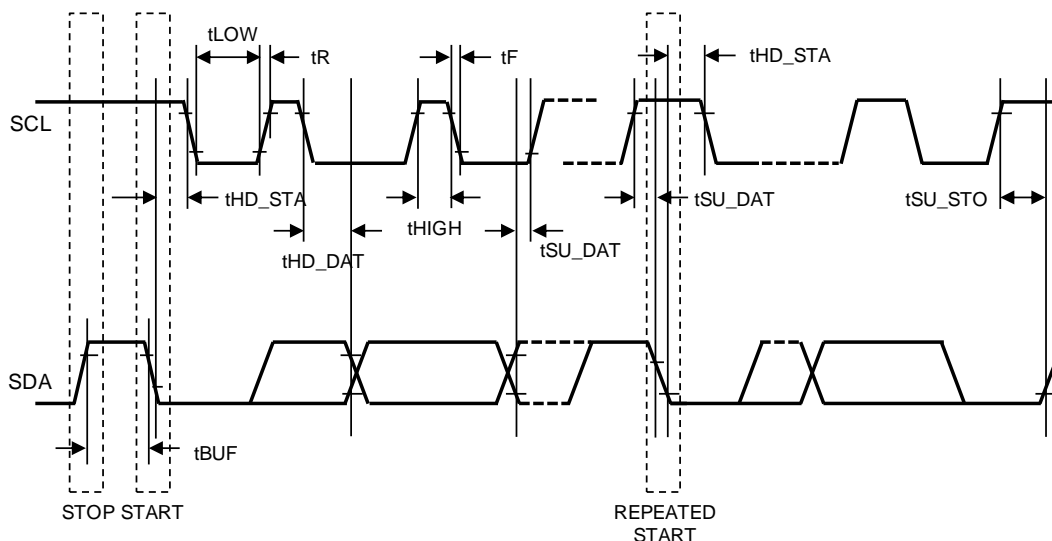 tLOW
tR
tF
tHD_STA
SCL
tHD_STA
tSU_DAT
tSU_STO
tHIGH
tHD_DAT
tSU_DAT
SDA
tBUF
STOP START
REPEATED
START